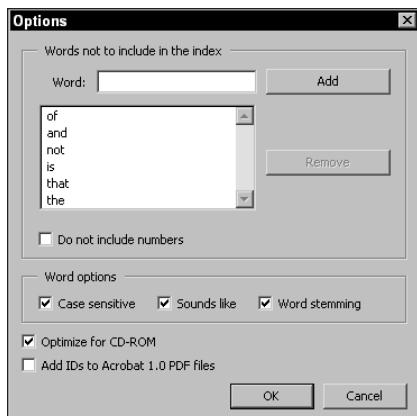 Options
Words not to include in the index
Word:
Add
of
and
not
is
that
the
Remove
Do not include numbers
Word options
Case sensitive Sounds like Word stemming
Optimize for CD-ROM
Add IDs to Acrobat 1.0 PDF files
OK Cancel